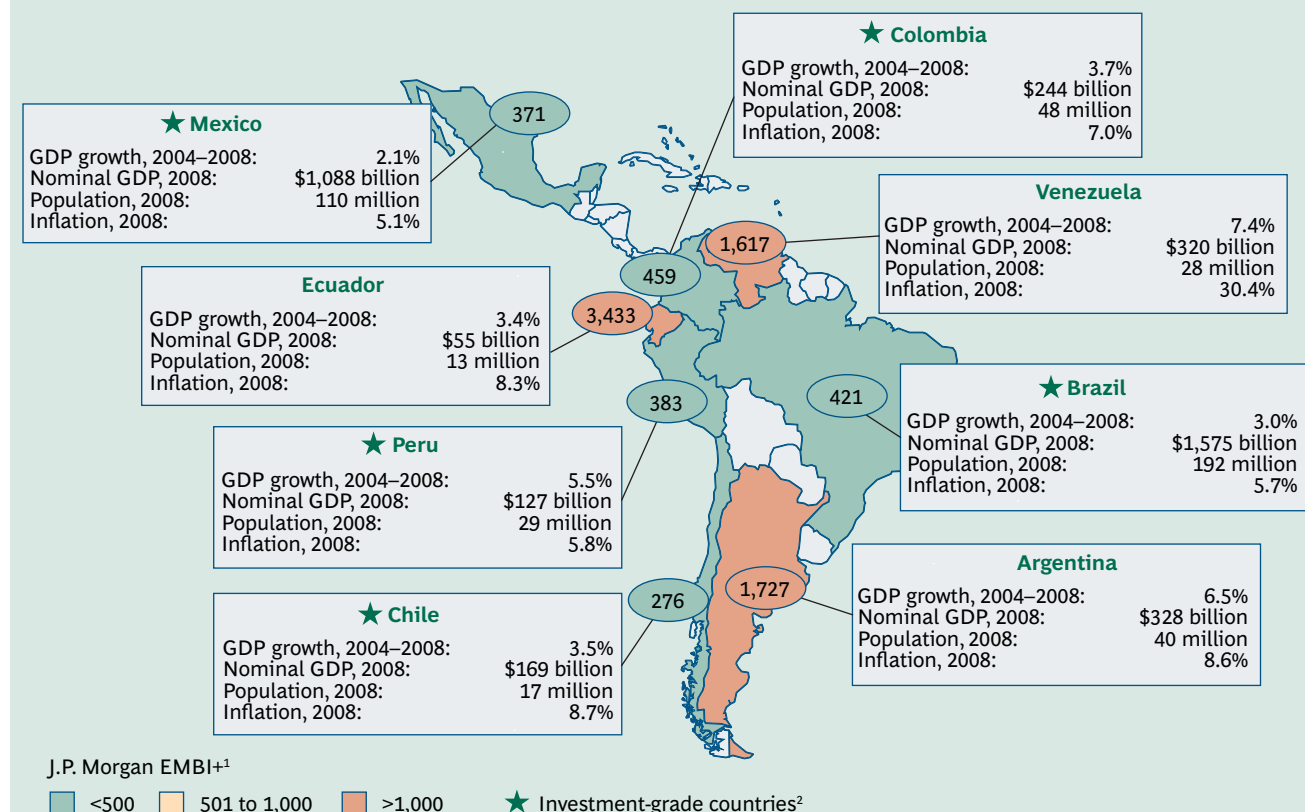 ★ Colombia
GDP growth, 2004–2008: 3.7%
Nominal GDP, 2008: $244 billion
Population, 2008: 48 million
Inflation, 2008: 7.0%
371
★ Mexico
GDP growth, 2004–2008: 2.1%
Nominal GDP, 2008: $1,088 billion
Population, 2008: 110 million
Inflation, 2008: 5.1%
Venezuela
GDP growth, 2004–2008: 7.4%
Nominal GDP, 2008: $320 billion
Population, 2008: 28 million
Inflation, 2008: 30.4%
1,617
459
Ecuador
GDP growth, 2004–2008: 3.4%
Nominal GDP, 2008: $55 billion
Population, 2008: 13 million
Inflation, 2008: 8.3%
3,433
383
421
★ Brazil
GDP growth, 2004–2008: 3.0%
Nominal GDP, 2008: $1,575 billion
Population, 2008: 192 million
Inflation, 2008: 5.7%
★ Peru
GDP growth, 2004–2008: 5.5%
Nominal GDP, 2008: $127 billion
Population, 2008: 29 million
Inflation, 2008: 5.8%
Argentina
GDP growth, 2004–2008: 6.5%
Nominal GDP, 2008: $328 billion
Population, 2008: 40 million
Inflation, 2008: 8.6%
276
1,727
★ Chile
GDP growth, 2004–2008: 3.5%
Nominal GDP, 2008: $169 billion
Population, 2008: 17 million
Inflation, 2008: 8.7%
J.P. Morgan EMBI+¹
<500 501 to 1,000 >1,000 ★ Investment-grade countries²